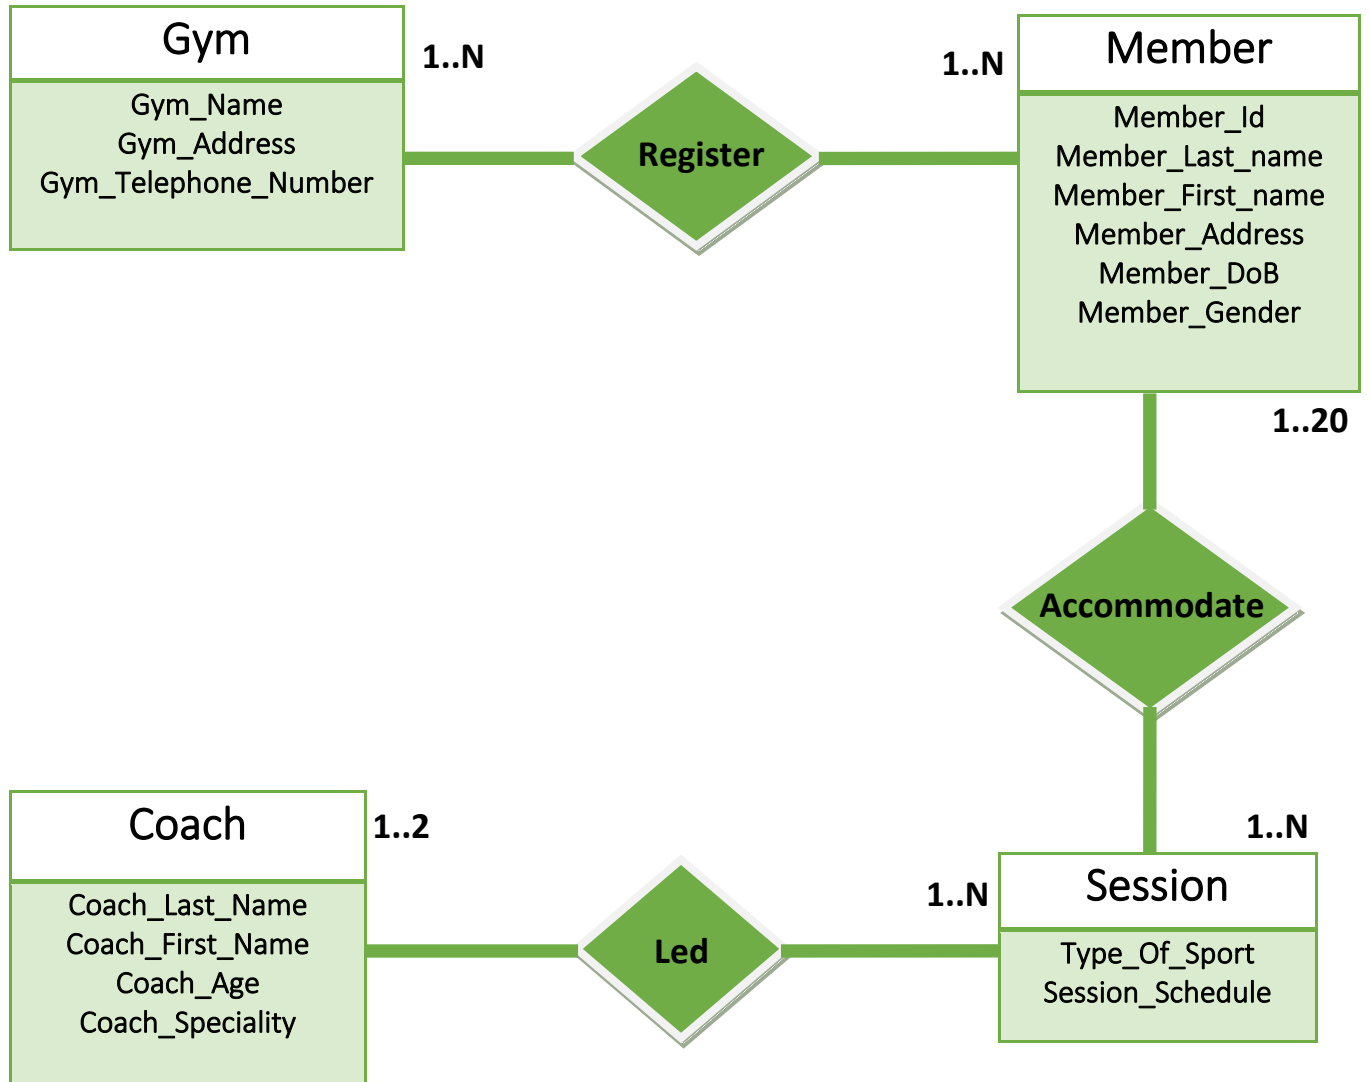 Gym
Gym_Name
Gym_Address
Gym_Telephone_Number
1..N
Register
1..N
Member
Member_Id
Member_Last_name
Member_First_name
Member_Address
Member_DoB
Member_Gender
1..20
Accommodate
1..N
Coach
Coach_Last_Name
Coach_First_Name
Coach_Age
Coach_Speciality
1..2
Led
1..N
Session
Type_Of_Sport
Session_Schedule